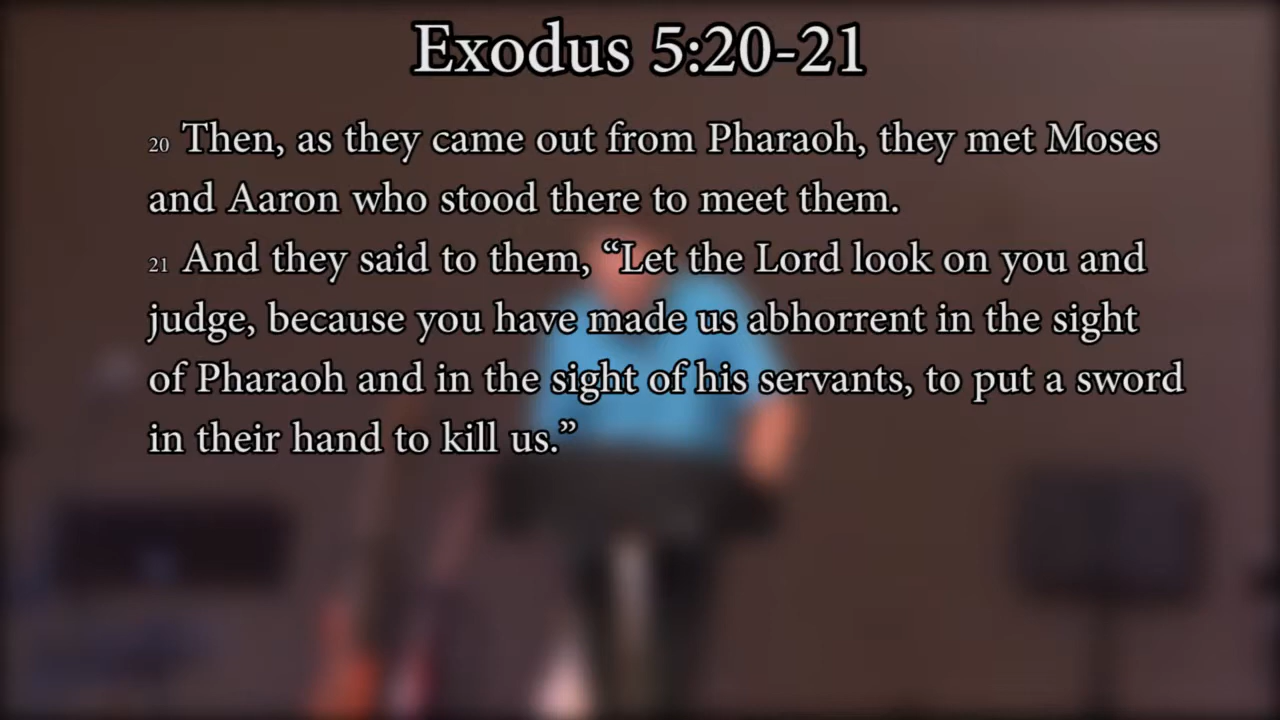 Exodus 5:20-21
20 Then, as they came out from Pharaoh, they met Moses
and Aaron who stood there to meet them.
21 And they said to them, “Let the Lord look on you and
judge, because you have made us abhorrent in the sight
of Pharaoh and in the sight of his servants, to put a sword
in their hand to kill us.”